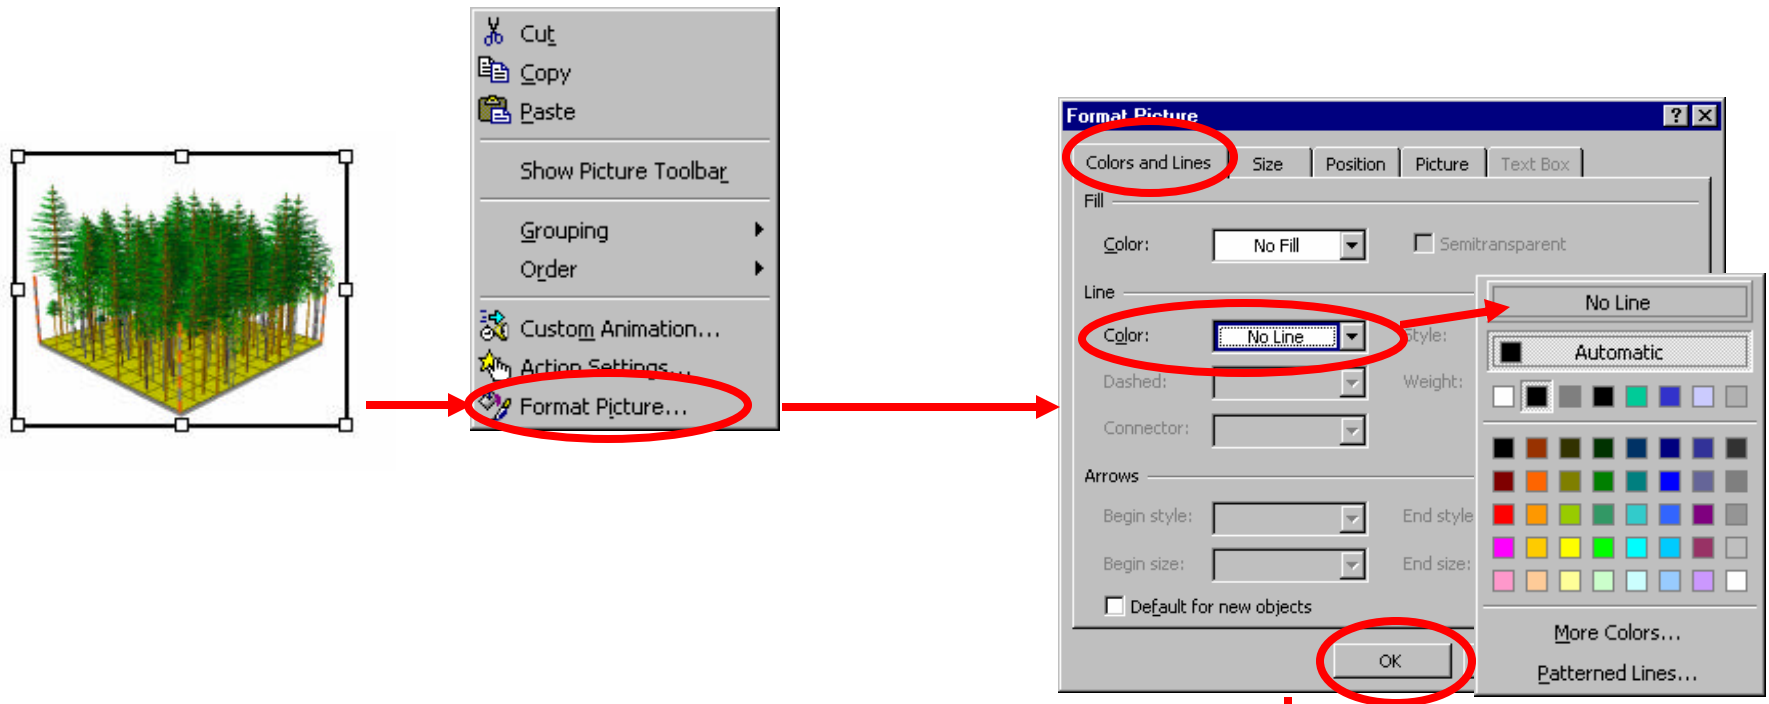 Cut
Copy
Paste
Show Picture Toolbar
Grouping
Order
Custom Animation...
Action Settings...
Format Picture...
Format Picture
Colors and Lines
Size
Position
Picture
Text Box
Fill
Color:
No Fill
Semitransparent
Line
Color:
No Line
Style:
Dashed:
Weight:
Connector:
Arrows
Begin style:
End style
Begin size:
End size:
Default for new objects
OK
No Line
Automatic
More Colors...
Patterned Lines...